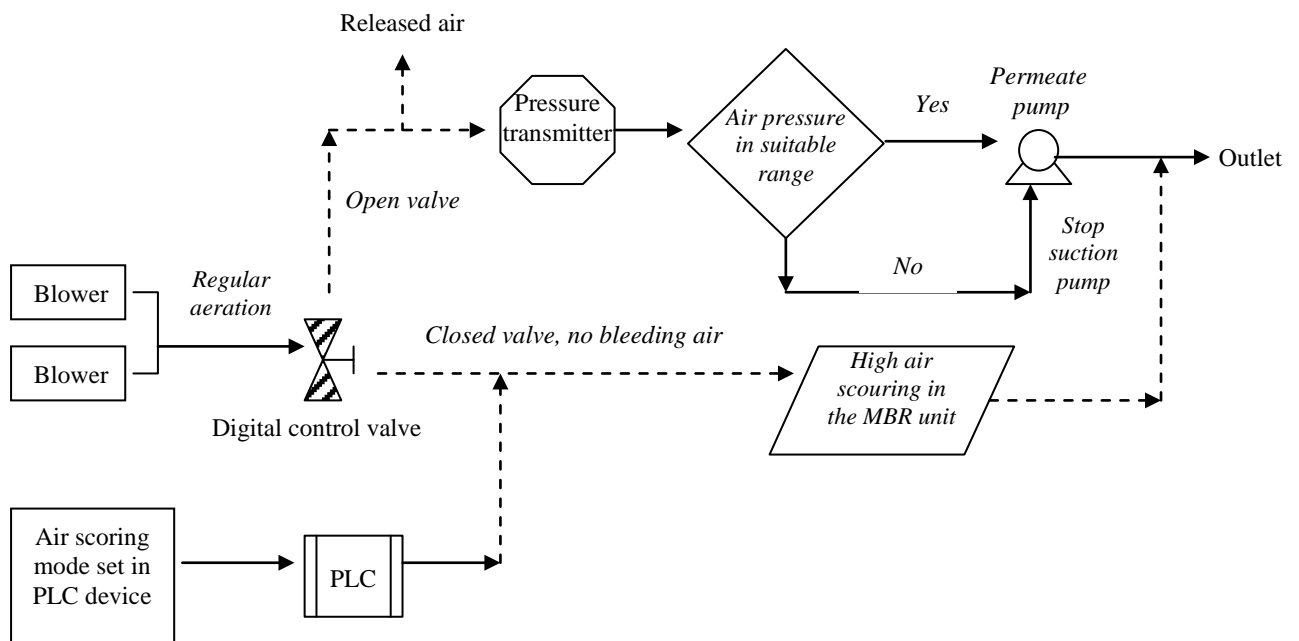 Released air
Pressure
transmitter
Air pressure
in suitable
range
Yes
Permeate
pump
Outlet
Open valve
No
Stop
suction
pump
Blower
Blower
Regular
aeration
Digital control valve
Closed valve, no bleeding air
High air
scouring in
the MBR unit
Air scoring
mode set in
PLC device
PLC